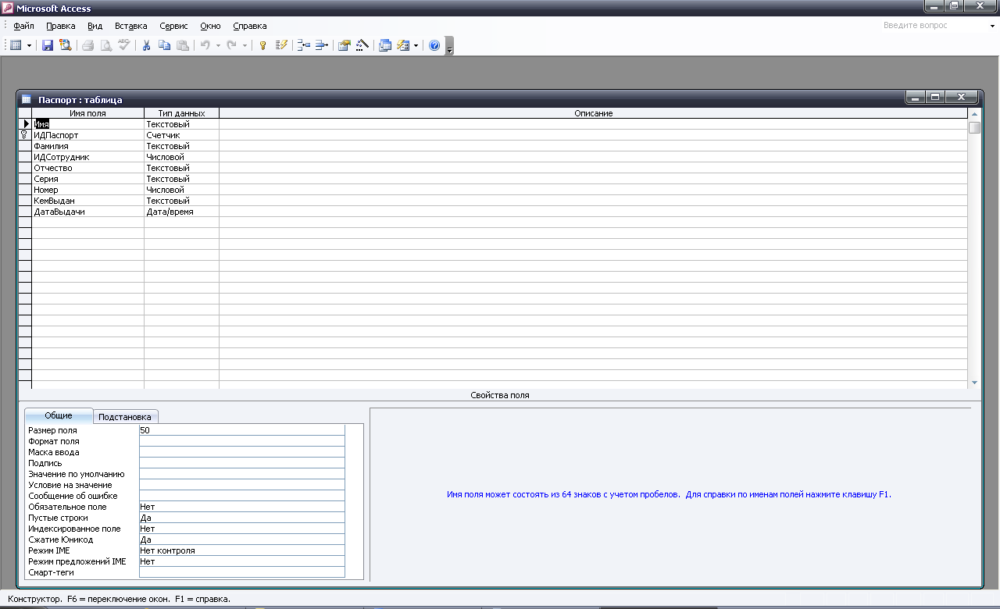 Microsoft Access
Файл Правка Вид Вставка Сервис Окно Справка Введите вопрос
Паспорт : таблица
Имя поля Тип данных Описание
Имя Текстовый
ИДПаспорт Счетчик
Фамилия Текстовый
ИДСотрудник Числовой
Отчество Текстовый
Серия Текстовый
Номер Числовой
КемВыдан Текстовый
ДатаВыдачи Дата/время
Свойства поля
Общие Подстановка
Размер поля 50
Формат поля
Маска ввода
Подпись
Значение по умолчанию
Условие на значение
Сообщение об ошибке
Обязательное поле Нет
Пустые строки Да
Индексированное поле Нет
Сжатие Юникод Да
Режим IME Нет контроля
Режим предложений IME Нет
Смарт-теги
Имя поля может состоять из 64 знаков с учетом пробелов. Для справки по именам полей нажмите клавишу F1.
Конструктор. F6 = переключение окон. F1 = справка.